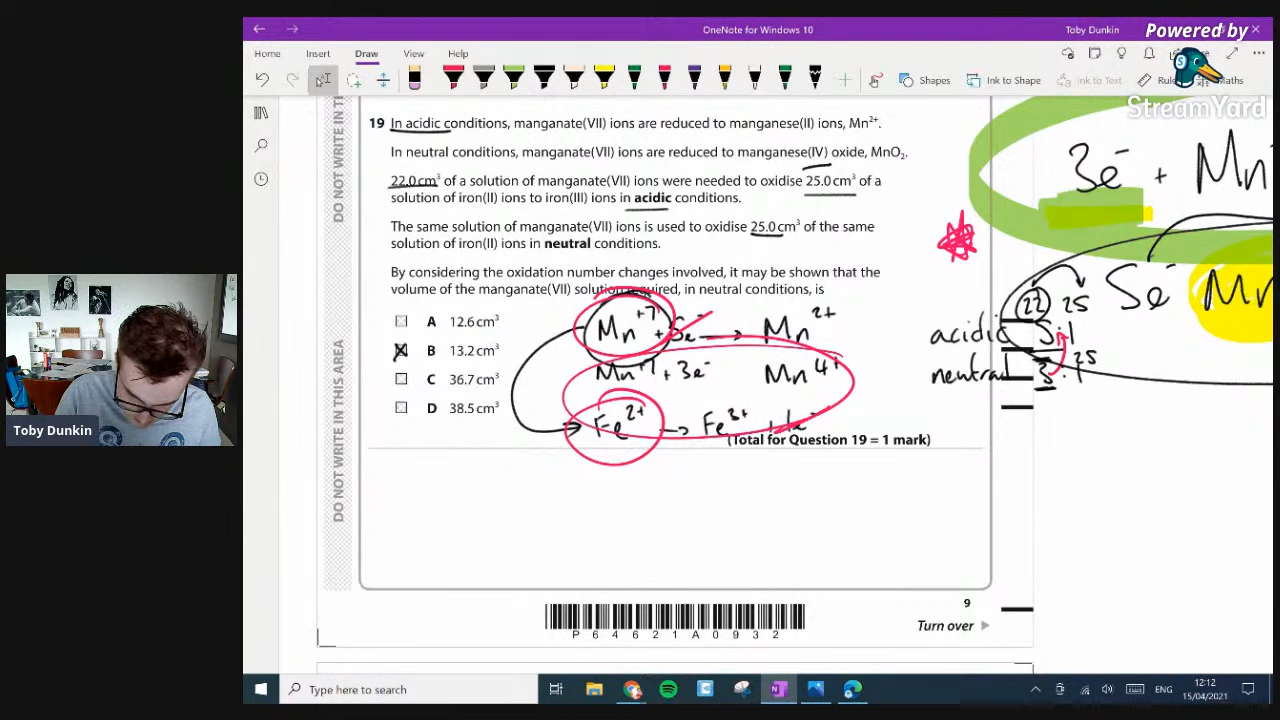 OneNote for Windows 10
Toby Dunkin
Powered by
StreamYard
Home Insert Draw View Help
Shapes Ink to Shape Ink to Text Maths
DO NOT WRITE IN THIS AREA
DO NOT WRITE IN T
19 In acidic conditions, manganate(VII) ions are reduced to manganese(II) ions, Mn²⁺.
In neutral conditions, manganate(VII) ions are reduced to manganese(IV) oxide, MnO₂.
22.0 cm³ of a solution of manganate(VII) ions were needed to oxidise 25.0 cm³ of a
solution of iron(II) ions to iron(III) ions in acidic conditions.
The same solution of manganate(VII) ions is used to oxidise 25.0 cm³ of the same
solution of iron(II) ions in neutral conditions.
By considering the oxidation number changes involved, it may be shown that the
volume of the manganate(VII) solution required, in neutral conditions, is
A 12.6 cm³
B 13.2 cm³
C 36.7 cm³
D 38.5 cm³
Mn⁺⁷ + 5e⁻ → Mn²⁺
Mn⁺⁷ + 3e⁻ Mn⁴⁺
Fe²⁺ → Fe³⁺ + 1e⁻
(Total for Question 19 = 1 mark)
3e⁻ + Mn
5e⁻ Mn
22 25
acidic 5:1
25
neutral 3:1
9
P 6 4 6 2 1 A 0 9 3 2
Turn over
Toby Dunkin
Type here to search
ENG
12:12
15/04/2021